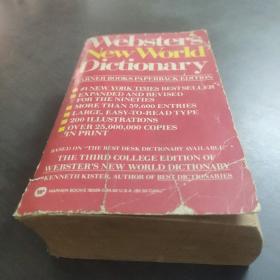 Webster's
New World
Dictionary
WARNER BOOKS PAPERBACK EDITION
#1 NEW YORK TIMES BESTSELLER
EXPANDED AND REVISED
FOR THE NINETIES
MORE THAN 59,600 ENTRIES
LARGE, EASY-TO-READ TYPE
200 ILLUSTRATIONS
OVER 25,000,000 COPIES
IN PRINT
BASED ON "THE BEST DESK DICTIONARY AVAILABLE"
THE THIRD COLLEGE EDITION OF
WEBSTER'S NEW WORLD DICTIONARY
KENNETH KISTER, AUTHOR OF BEST DICTIONARIES
WARNER BOOKS U.S.A.